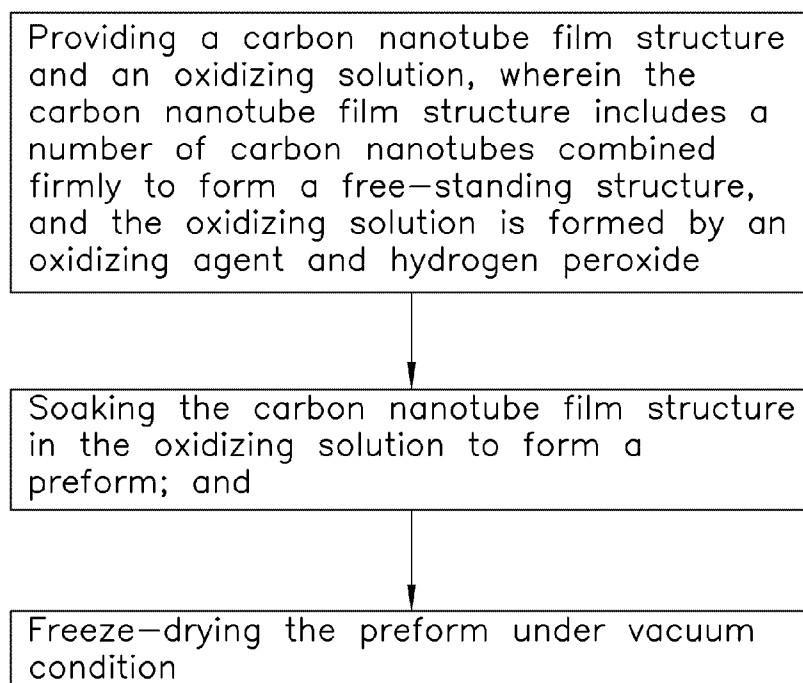 Providing a carbon nanotube film structure
and an oxidizing solution, wherein the
carbon nanotube film structure includes a
number of carbon nanotubes combined
firmly to form a free-standing structure,
and the oxidizing solution is formed by an
oxidizing agent and hydrogen peroxide
Soaking the carbon nanotube film structure
in the oxidizing solution to form a
preform; and
Freeze-drying the preform under vacuum
condition